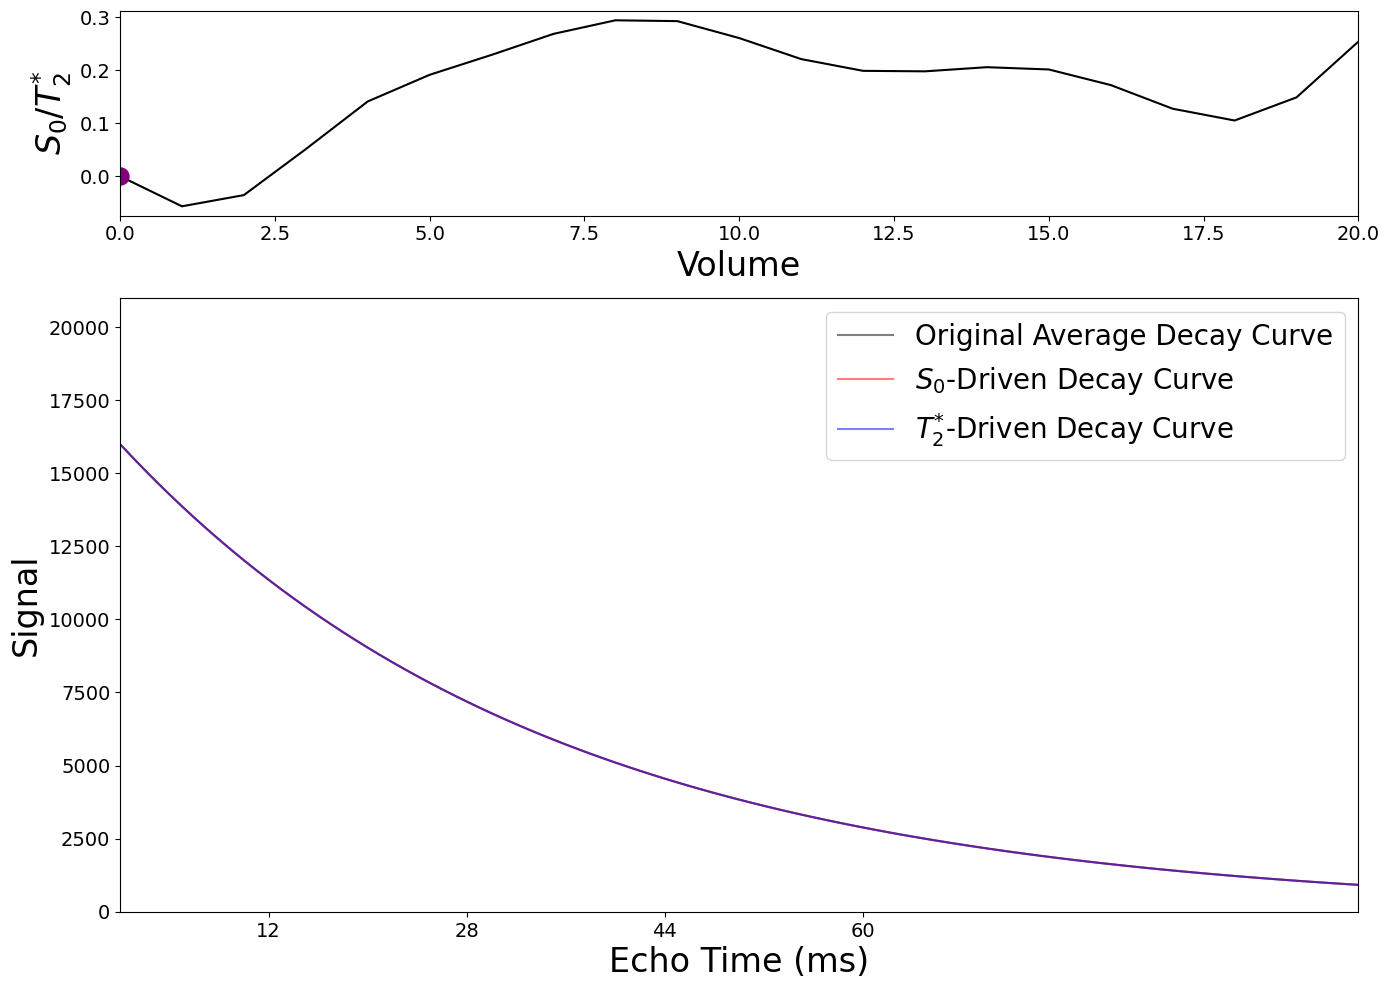 0.3
0.2
0.1
0.0
S₀/T₂*
0.0 2.5 5.0 7.5 10.0 12.5 15.0 17.5 20.0
Volume
20000
17500
15000
12500
10000
7500
5000
2500
0
Signal
Original Average Decay Curve
S₀-Driven Decay Curve
T₂*-Driven Decay Curve
12 28 44 60
Echo Time (ms)